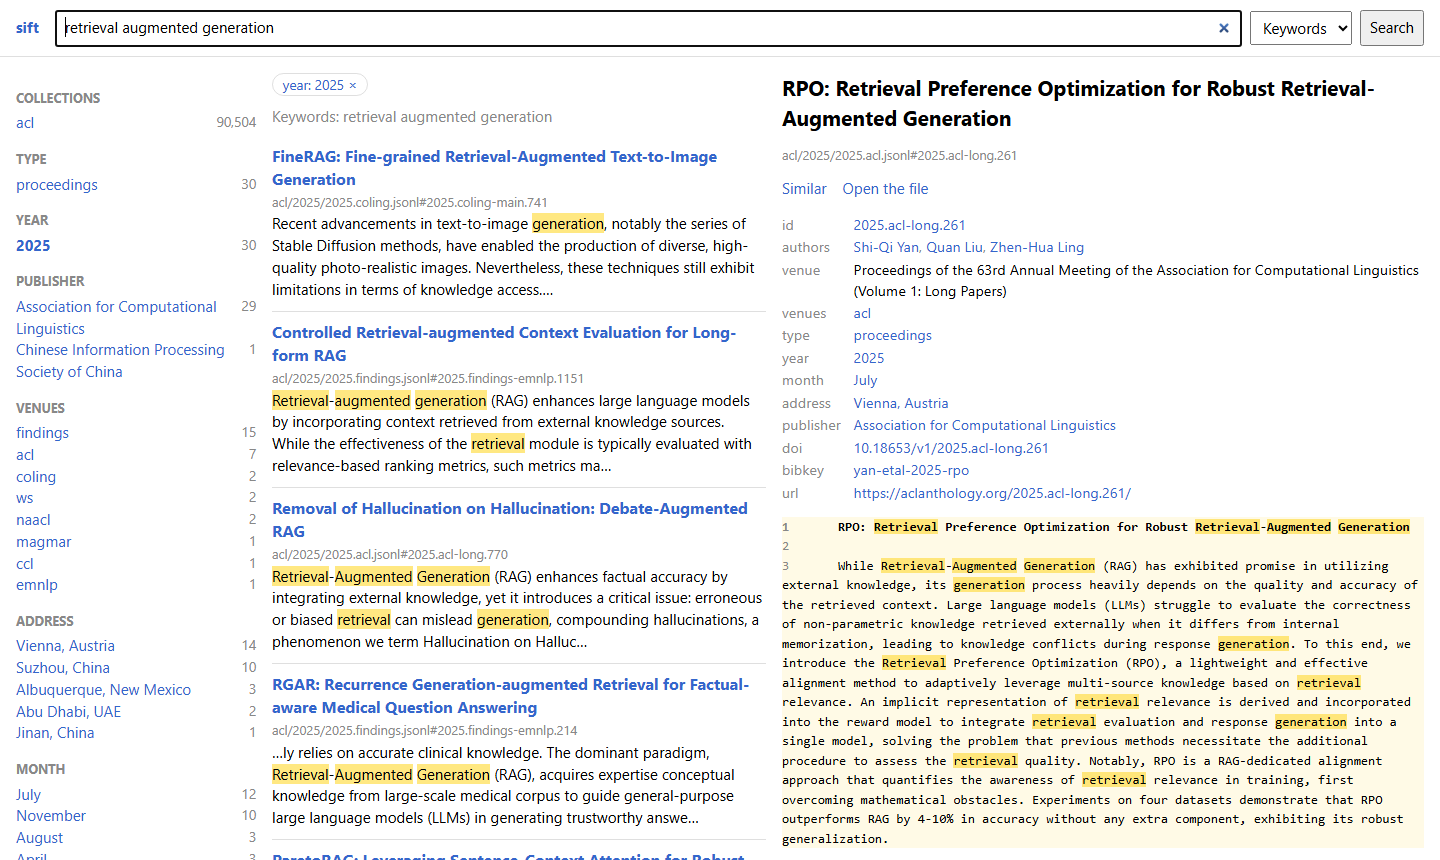 sift
retrieval augmented generation
×
Keywords
Search
COLLECTIONS
acl 90,504
TYPE
proceedings 30
YEAR
2025 30
PUBLISHER
Association for Computational 29
Linguistics
Chinese Information Processing 1
Society of China
VENUES
findings 15
acl 7
coling 2
ws 2
naacl 2
magmar 1
ccl 1
emnlp 1
ADDRESS
Vienna, Austria 14
Suzhou, China 10
Albuquerque, New Mexico 3
Abu Dhabi, UAE 2
Jinan, China 1
MONTH
July 12
November 10
August 3
April 3
year: 2025 ×
Keywords: retrieval augmented generation
FineRAG: Fine-grained Retrieval-Augmented Text-to-Image
Generation
acl/2025/2025.coling.jsonl#2025.coling-main.741
Recent advancements in text-to-image generation, notably the series of
Stable Diffusion methods, have enabled the production of diverse, high-
quality photo-realistic images. Nevertheless, these techniques still exhibit
limitations in terms of knowledge access....
Controlled Retrieval-augmented Context Evaluation for Long-
form RAG
acl/2025/2025.findings.jsonl#2025.findings-emnlp.1151
Retrieval-augmented generation (RAG) enhances large language models
by incorporating context retrieved from external knowledge sources.
While the effectiveness of the retrieval module is typically evaluated with
relevance-based ranking metrics, such metrics ma...
Removal of Hallucination on Hallucination: Debate-Augmented
RAG
acl/2025/2025.acl.jsonl#2025.acl-long.770
Retrieval-Augmented Generation (RAG) enhances factual accuracy by
integrating external knowledge, yet it introduces a critical issue: erroneous
or biased retrieval can mislead generation, compounding hallucinations, a
phenomenon we term Hallucination on Halluc...
RGAR: Recurrence Generation-augmented Retrieval for Factual-
aware Medical Question Answering
acl/2025/2025.findings.jsonl#2025.findings-emnlp.214
...ly relies on accurate clinical knowledge. The dominant paradigm,
Retrieval-Augmented Generation (RAG), acquires expertise conceptual
knowledge from large-scale medical corpus to guide general-purpose
large language models (LLMs) in generating trustworthy answe...
ParetoRAG: Leveraging Sentence-Context Attention for Robust
RPO: Retrieval Preference Optimization for Robust Retrieval-
Augmented Generation
acl/2025/2025.acl.jsonl#2025.acl-long.261
Similar Open the file
id 2025.acl-long.261
authors Shi-Qi Yan, Quan Liu, Zhen-Hua Ling
venue Proceedings of the 63rd Annual Meeting of the Association for Computational Linguistics
(Volume 1: Long Papers)
venues acl
type proceedings
year 2025
month July
address Vienna, Austria
publisher Association for Computational Linguistics
doi 10.18653/v1/2025.acl-long.261
bibkey yan-etal-2025-rpo
url https://aclanthology.org/2025.acl-long.261/
1 RPO: Retrieval Preference Optimization for Robust Retrieval-Augmented Generation
2
3 While Retrieval-Augmented Generation (RAG) has exhibited promise in utilizing
external knowledge, its generation process heavily depends on the quality and accuracy of
the retrieved context. Large language models (LLMs) struggle to evaluate the correctness
of non-parametric knowledge retrieved externally when it differs from internal
memorization, leading to knowledge conflicts during response generation. To this end, we
introduce the Retrieval Preference Optimization (RPO), a lightweight and effective
alignment method to adaptively leverage multi-source knowledge based on retrieval
relevance. An implicit representation of retrieval relevance is derived and incorporated
into the reward model to integrate retrieval evaluation and response generation into a
single model, solving the problem that previous methods necessitate the additional
procedure to assess the retrieval quality. Notably, RPO is a RAG-dedicated alignment
approach that quantifies the awareness of retrieval relevance in training, first
overcoming mathematical obstacles. Experiments on four datasets demonstrate that RPO
outperforms RAG by 4-10% in accuracy without any extra component, exhibiting its robust
generalization.